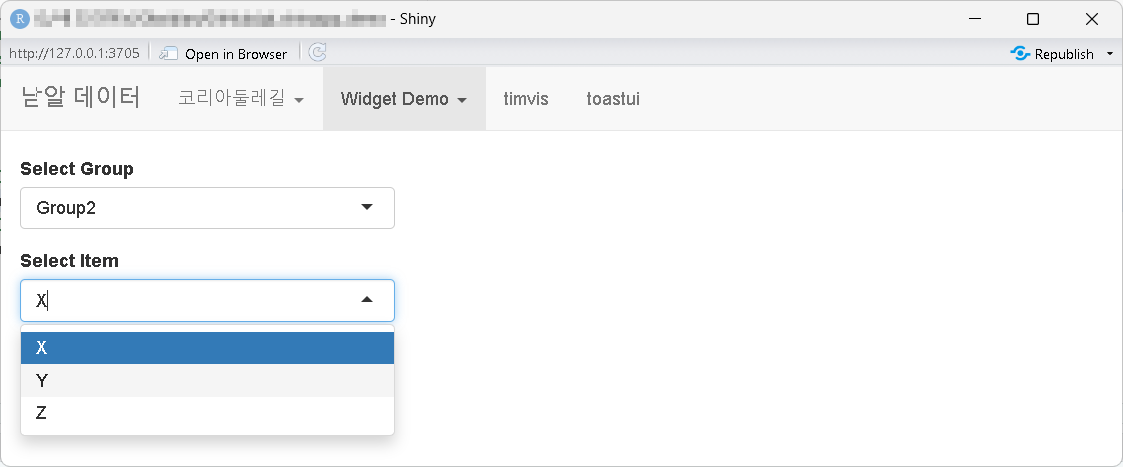 - Shiny
http://127.0.0.1:3705 Open in Browser Republish
낟알 데이터 코리아둘레길 Widget Demo timvis toastui
Select Group
Group2
Select Item
X
X
Y
Z